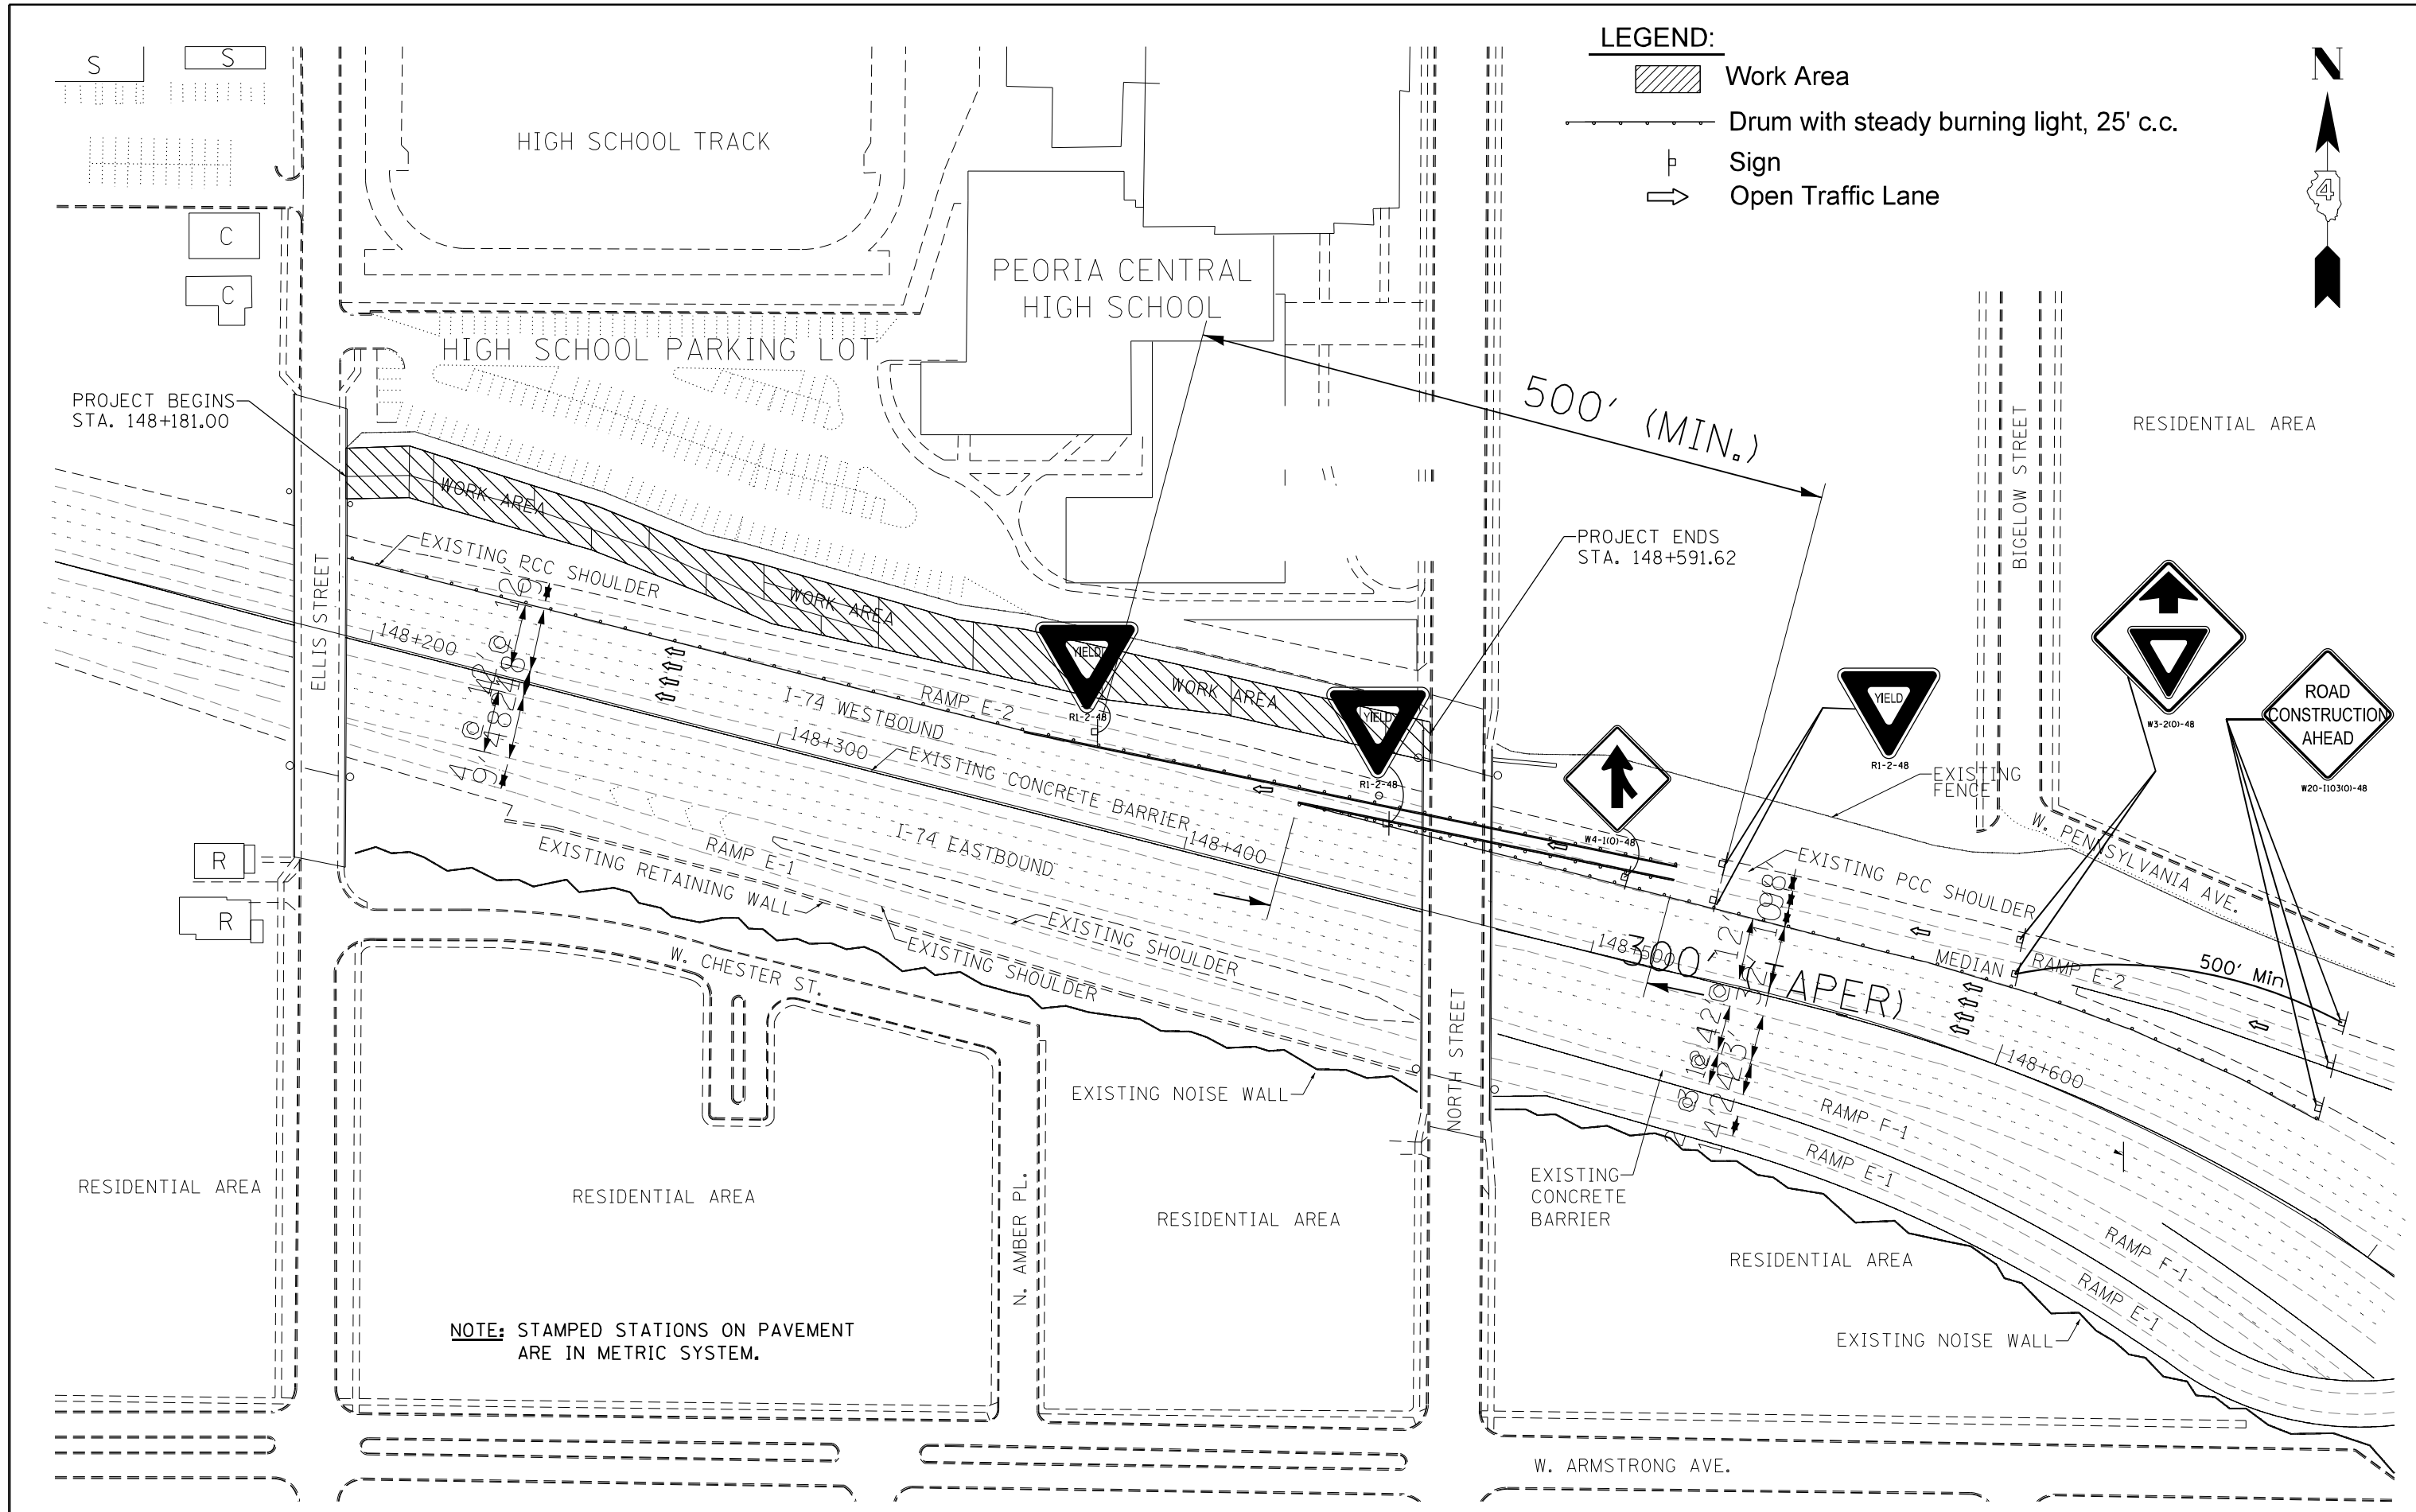 LEGEND:
Work Area
Drum with steady burning light, 25' c.c.
Sign
Open Traffic Lane
N
4
S
S
C
C
HIGH SCHOOL TRACK
PEORIA CENTRAL
HIGH SCHOOL
HIGH SCHOOL PARKING LOT
PROJECT BEGINS
STA. 148+181.00
500' (MIN.)
RESIDENTIAL AREA
BIGELOW STREET
PROJECT ENDS
STA. 148+591.62
WORK AREA
WORK AREA
WORK AREA
EXISTING PCC SHOULDER
ELLIS STREET
148+200
I-74 WESTBOUND
RAMP E-2
148+300
EXISTING CONCRETE BARRIER
148+400
I-74 EASTBOUND
RAMP E-1
EXISTING RETAINING WALL
EXISTING SHOULDER
EXISTING SHOULDER
YIELD
R1-2-48
YIELD
R1-2-48
W4-1(O)-48
YIELD
R1-2-48
W3-2(O)-48
ROAD
CONSTRUCTION
AHEAD
W20-I103(O)-48
EXISTING
FENCE
W. PENNSYLVANIA AVE.
EXISTING PCC SHOULDER
MEDIAN
RAMP E-2
500' Min
148+500
300' (TAPER)
148+600
R
R
W. CHESTER ST.
NORTH STREET
EXISTING NOISE WALL
RAMP F-1
RAMP E-1
EXISTING
CONCRETE
BARRIER
RESIDENTIAL AREA
RESIDENTIAL AREA
N. AMBER PL.
RESIDENTIAL AREA
RESIDENTIAL AREA
RAMP F-1
RAMP E-1
EXISTING NOISE WALL
NOTE: STAMPED STATIONS ON PAVEMENT
ARE IN METRIC SYSTEM.
W. ARMSTRONG AVE.